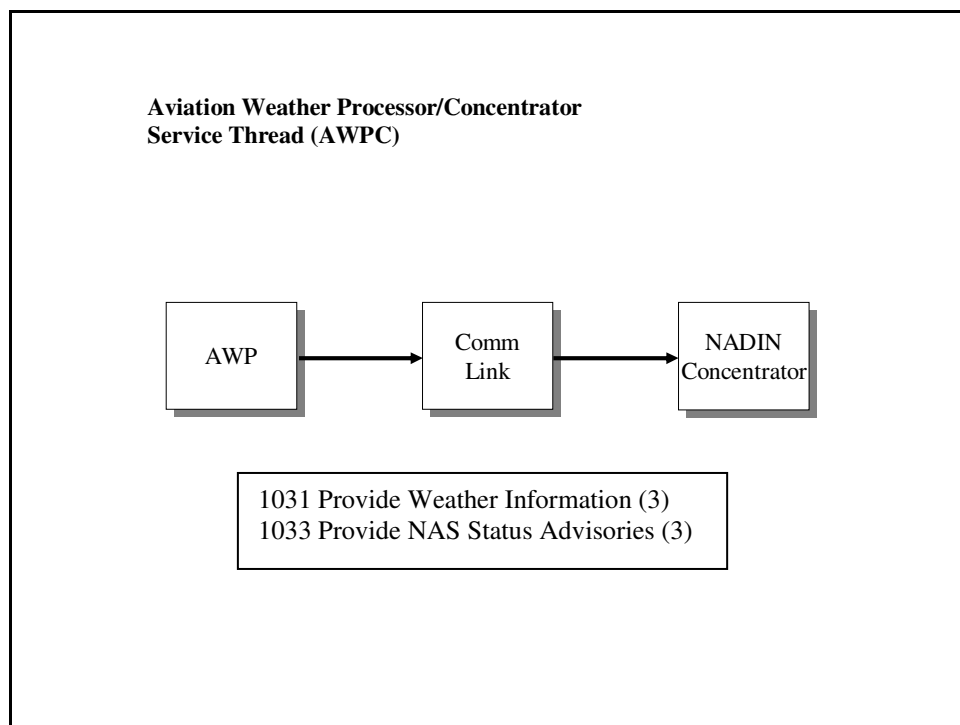 Aviation Weather Processor/Concentrator
Service Thread (AWPC)
AWP
Comm
Link
NADIN
Concentrator
1031 Provide Weather Information (3)
1033 Provide NAS Status Advisories (3)